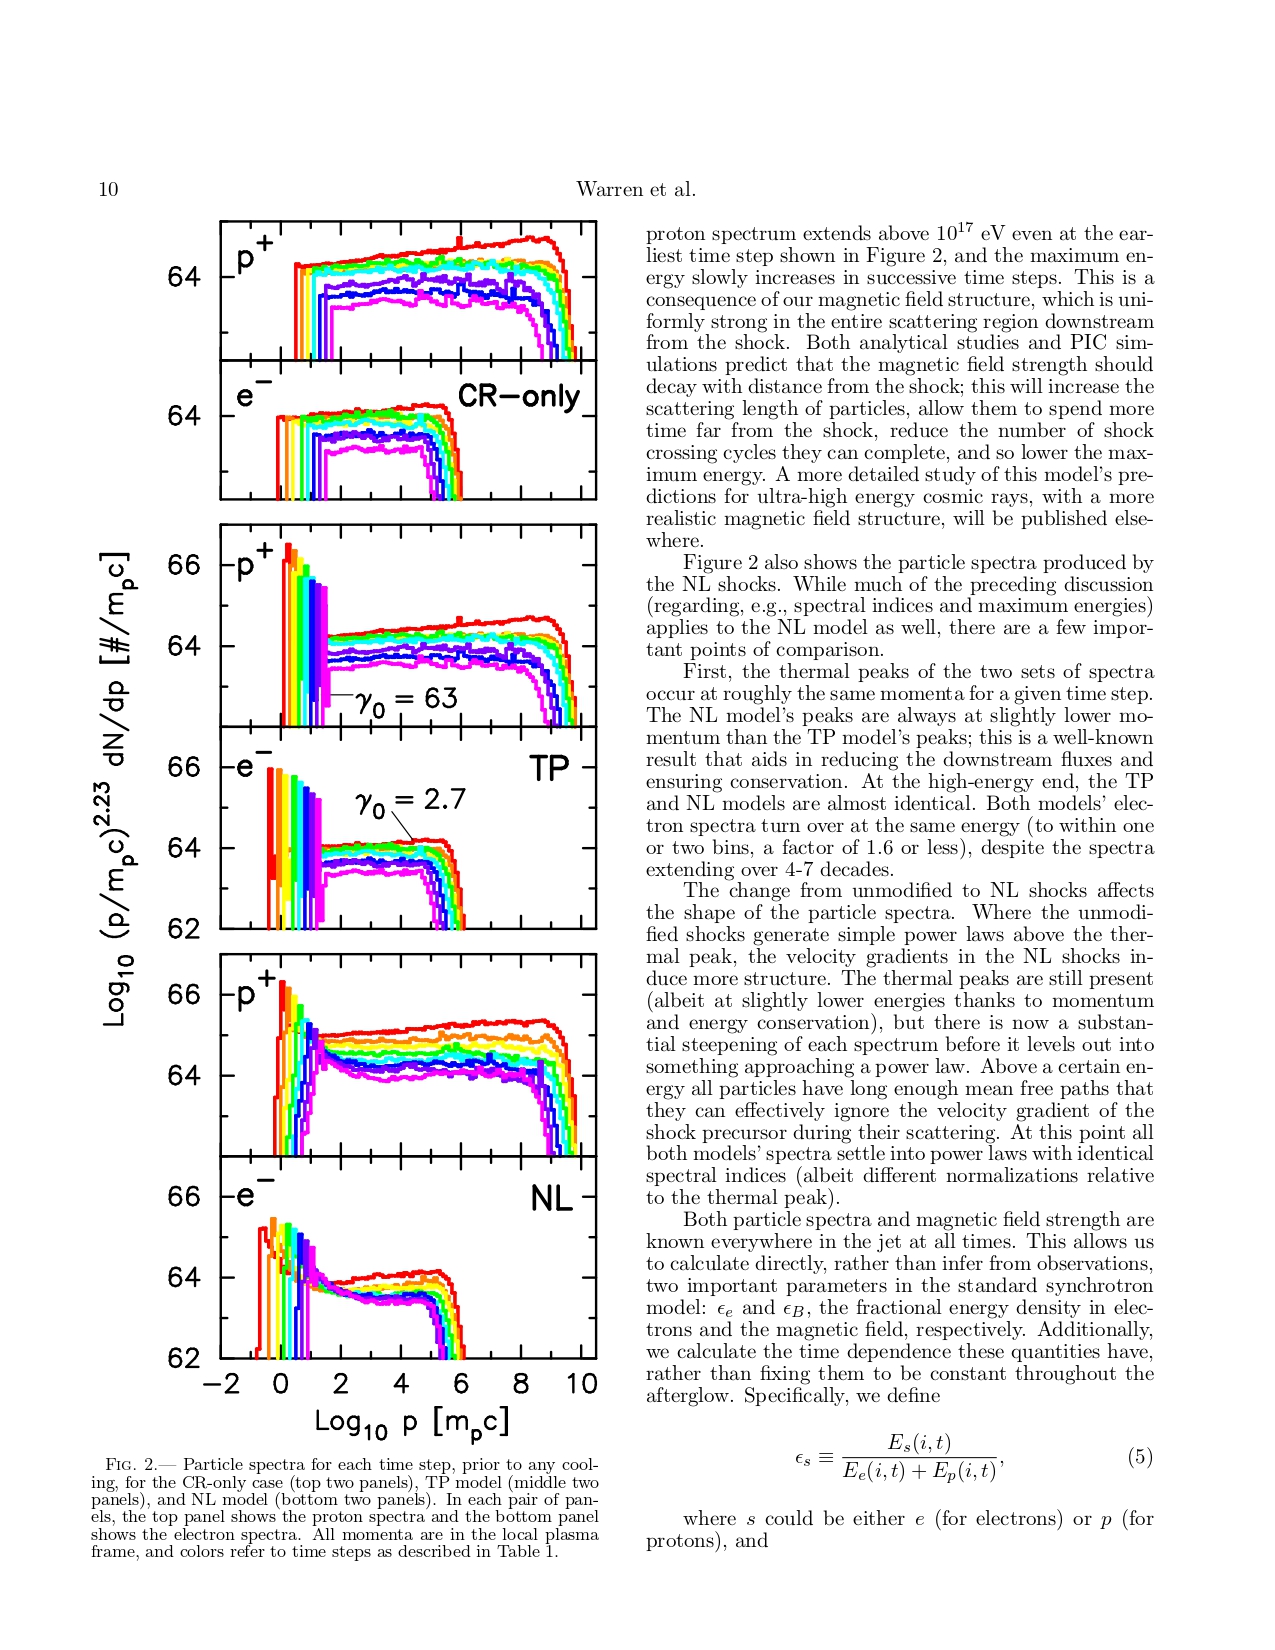 10
Warren et al.
p+
64
e−
64
CR−only
p+
66
64
γ0 = 63
e−
66
TP
γ0 = 2.7
64
62
p+
66
64
e−
66
NL
64
62
−2 0 2 4 6 8 10
Log10 p [mpc]
Log10 (p/mpc)2.23 dN/dp [#/mpc]
FIG. 2.— Particle spectra for each time step, prior to any cool-
ing, for the CR-only case (top two panels), TP model (middle two
panels), and NL model (bottom two panels). In each pair of pan-
els, the top panel shows the proton spectra and the bottom panel
shows the electron spectra. All momenta are in the local plasma
frame, and colors refer to time steps as described in Table 1.
proton spectrum extends above 10^17 eV even at the ear-
liest time step shown in Figure 2, and the maximum en-
ergy slowly increases in successive time steps. This is a
consequence of our magnetic field structure, which is uni-
formly strong in the entire scattering region downstream
from the shock. Both analytical studies and PIC sim-
ulations predict that the magnetic field strength should
decay with distance from the shock; this will increase the
scattering length of particles, allow them to spend more
time far from the shock, reduce the number of shock
crossing cycles they can complete, and so lower the max-
imum energy. A more detailed study of this model's pre-
dictions for ultra-high energy cosmic rays, with a more
realistic magnetic field structure, will be published else-
where.
Figure 2 also shows the particle spectra produced by
the NL shocks. While much of the preceding discussion
(regarding, e.g., spectral indices and maximum energies)
applies to the NL model as well, there are a few impor-
tant points of comparison.
First, the thermal peaks of the two sets of spectra
occur at roughly the same momenta for a given time step.
The NL model's peaks are always at slightly lower mo-
mentum than the TP model's peaks; this is a well-known
result that aids in reducing the downstream fluxes and
ensuring conservation. At the high-energy end, the TP
and NL models are almost identical. Both models' elec-
tron spectra turn over at the same energy (to within one
or two bins, a factor of 1.6 or less), despite the spectra
extending over 4-7 decades.
The change from unmodified to NL shocks affects
the shape of the particle spectra. Where the unmodi-
fied shocks generate simple power laws above the ther-
mal peak, the velocity gradients in the NL shocks in-
duce more structure. The thermal peaks are still present
(albeit at slightly lower energies thanks to momentum
and energy conservation), but there is now a substan-
tial steepening of each spectrum before it levels out into
something approaching a power law. Above a certain en-
ergy all particles have long enough mean free paths that
they can effectively ignore the velocity gradient of the
shock precursor during their scattering. At this point all
both models' spectra settle into power laws with identical
spectral indices (albeit different normalizations relative
to the thermal peak).
Both particle spectra and magnetic field strength are
known everywhere in the jet at all times. This allows us
to calculate directly, rather than infer from observations,
two important parameters in the standard synchrotron
model: ϵe and ϵB, the fractional energy density in elec-
trons and the magnetic field, respectively. Additionally,
we calculate the time dependence these quantities have,
rather than fixing them to be constant throughout the
afterglow. Specifically, we define
ϵs ≡ Es(i, t) / Ee(i, t) + Ep(i, t), (5)
where s could be either e (for electrons) or p (for
protons), and